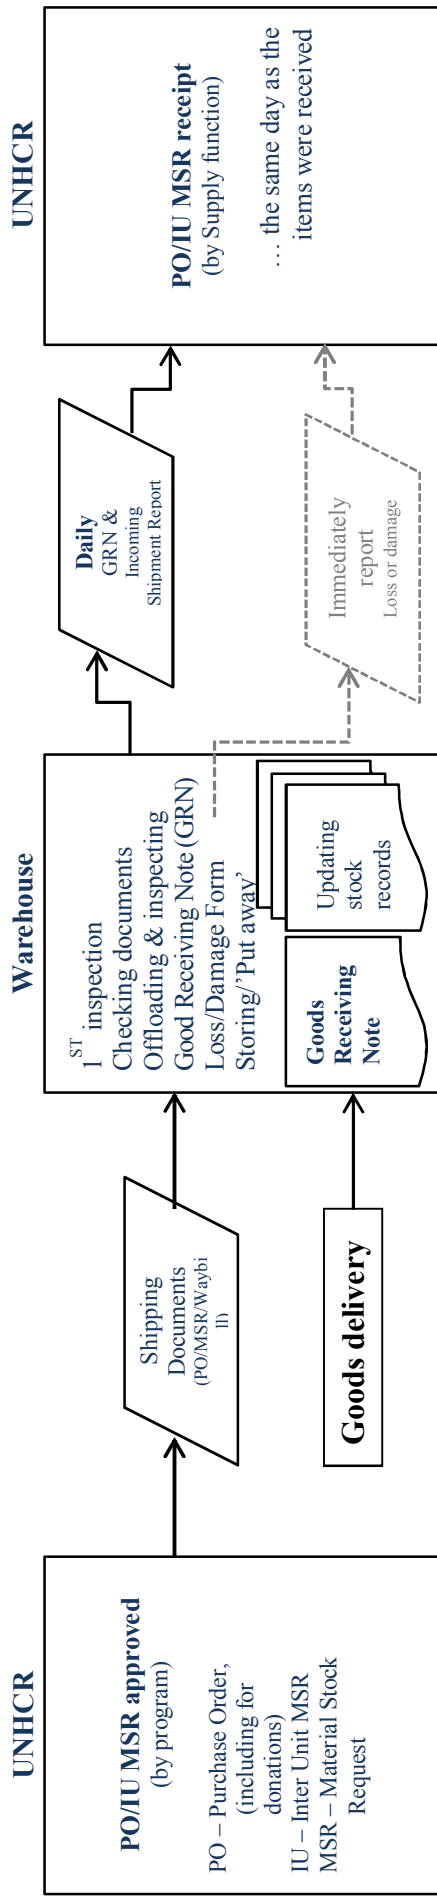 UNHCR
PO/IU MSR approved
(by program)
PO – Purchase Order,
(including for
donations)
IU – Inter Unit MSR
MSR – Material Stock
Request
Shipping
Documents
(PO/MSR/Waybi
ll)
Goods delivery
Warehouse
1ST inspection
Checking documents
Offloading & inspecting
Good Receiving Note (GRN)
Loss/Damage Form
Storing/’Put away’
Goods
Receiving
Note
Updating
stock
records
Daily
GRN &
Incoming
Shipment Report
Immediately
report
Loss or damage
UNHCR
PO/IU MSR receipt
(by Supply function)
… the same day as the
items were received